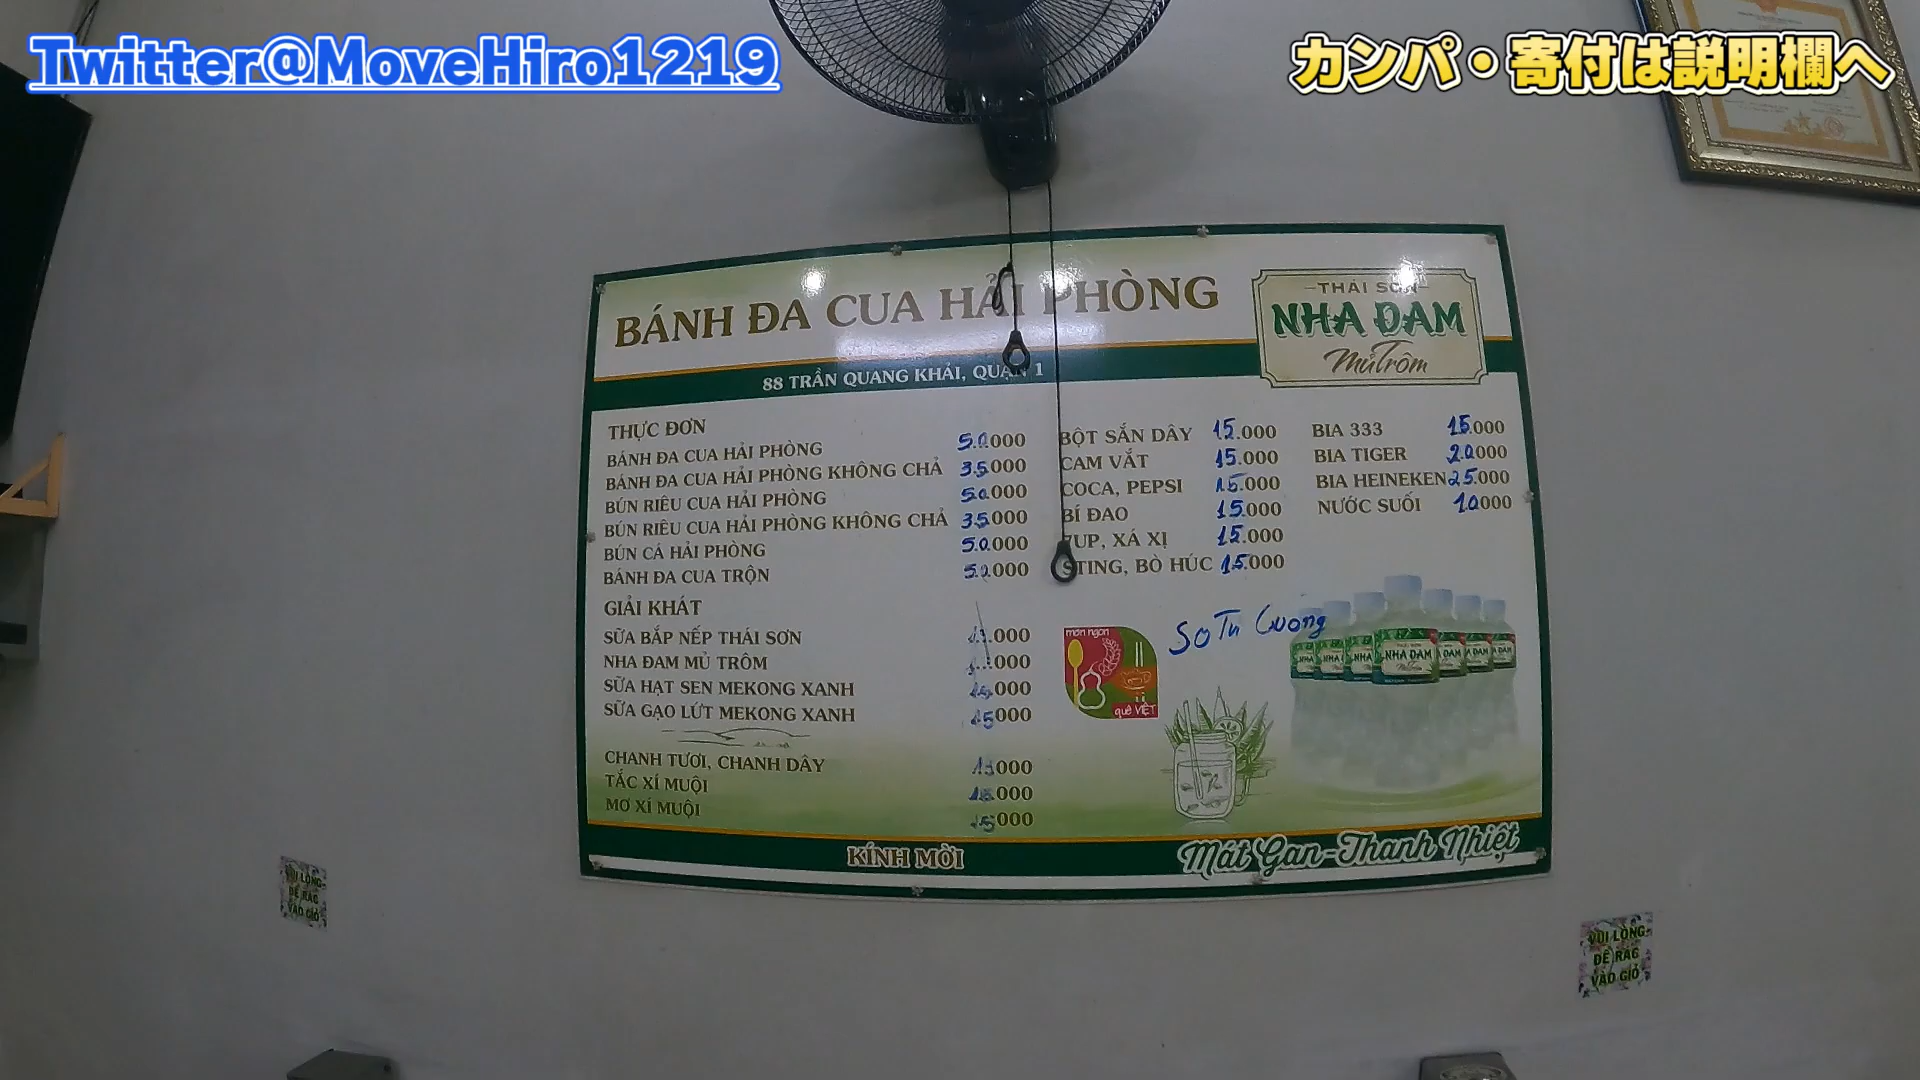 Twitter@MoveHiro1219
カンパ・寄付は説明欄へ
BÁNH ĐA CUA HẢI PHÒNG
88 TRẦN QUANG KHẢI, QUẬN 1
THÁI SƠN
NHA ĐAM
Mủ Trôm
THỰC ĐƠN
BÁNH ĐA CUA HẢI PHÒNG 50.000
BÁNH ĐA CUA HẢI PHÒNG KHÔNG CHẢ 35.000
BÚN RIÊU CUA HẢI PHÒNG 50.000
BÚN RIÊU CUA HẢI PHÒNG KHÔNG CHẢ 35.000
BÚN CÁ HẢI PHÒNG 50.000
BÁNH ĐA CUA TRỘN 50.000
GIẢI KHÁT
SỮA BẮP NẾP THÁI SƠN
NHA ĐAM MỦ TRÔM
SỮA HẠT SEN MEKONG XANH
SỮA GẠO LỨT MEKONG XANH 15000
CHANH TƯƠI, CHANH DÂY
TẮC XÍ MUỘI
MƠ XÍ MUỘI 15000
BỘT SẮN DÂY 15.000
CAM VẮT 15.000
COCA, PEPSI 15.000
BÍ ĐAO 15.000
7UP, XÁ XỊ 15.000
STING, BÒ HÚC 15.000
BIA 333 15.000
BIA TIGER 20.000
BIA HEINEKEN 25.000
NƯỚC SUỐI 10.000
món ngon
quê VIỆT
NHA ĐAM
KÍNH MỜI
Mát Gan-Thanh Nhiệt
VUI LÒNG
ĐỂ RÁC
VÀO GIỎ
VUI LÒNG
ĐỂ RÁC
VÀO GIỎ